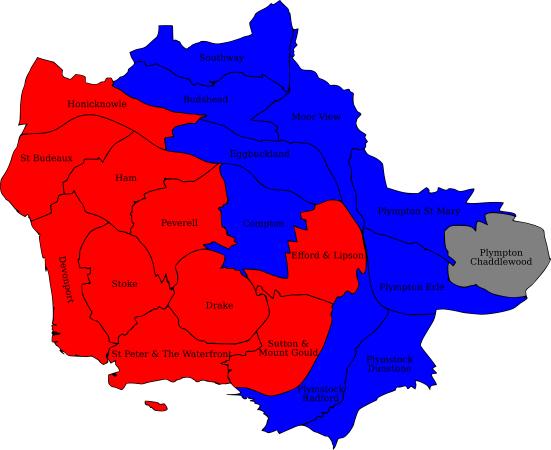 Southway
Budshead
Honicknowle
Moor View
St Budeaux
Eggbuckland
Ham
Plympton St Mary
Peverell
Compton
Efford & Lipson
Plympton
Chaddlewood
Devonport
Stoke
Plympton Erle
Drake
St Peter & The Waterfront
Sutton &
Mount Gould
Plymstock
Dunstone
Plymstock
Radford